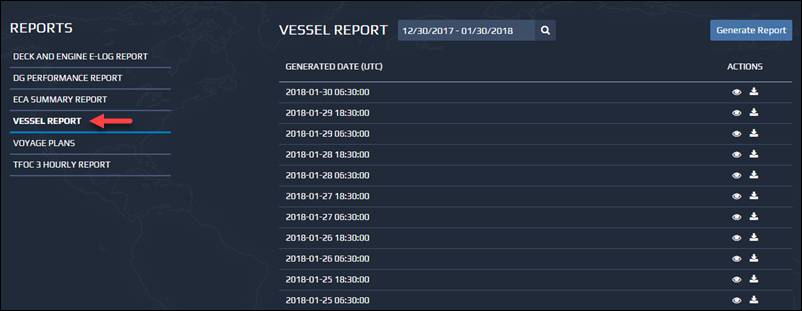 REPORTS
DECK AND ENGINE E-LOG REPORT
DG PERFORMANCE REPORT
ECA SUMMARY REPORT
VESSEL REPORT
VOYAGE PLANS
TFOC 3 HOURLY REPORT
VESSEL REPORT 12/30/2017 - 01/30/2018 Generate Report
GENERATED DATE (UTC) ACTIONS
2018-01-30 06:30:00
2018-01-29 18:30:00
2018-01-29 06:30:00
2018-01-28 18:30:00
2018-01-28 06:30:00
2018-01-27 18:30:00
2018-01-27 06:30:00
2018-01-26 18:30:00
2018-01-26 06:30:00
2018-01-25 18:30:00
2018-01-25 06:30:00